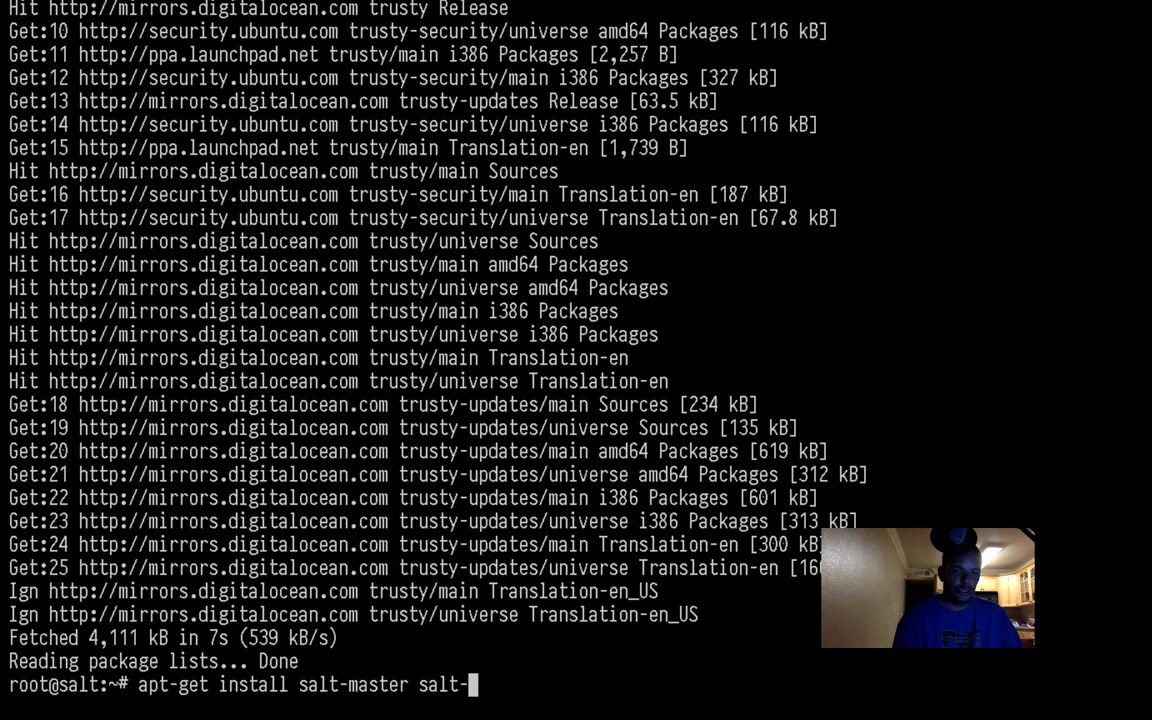 Hit http://mirrors.digitalocean.com trusty Release
Get:10 http://security.ubuntu.com trusty-security/universe amd64 Packages [116 kB]
Get:11 http://ppa.launchpad.net trusty/main i386 Packages [2,257 B]
Get:12 http://security.ubuntu.com trusty-security/main i386 Packages [327 kB]
Get:13 http://mirrors.digitalocean.com trusty-updates Release [63.5 kB]
Get:14 http://security.ubuntu.com trusty-security/universe i386 Packages [116 kB]
Get:15 http://ppa.launchpad.net trusty/main Translation-en [1,739 B]
Hit http://mirrors.digitalocean.com trusty/main Sources
Get:16 http://security.ubuntu.com trusty-security/main Translation-en [187 kB]
Get:17 http://security.ubuntu.com trusty-security/universe Translation-en [67.8 kB]
Hit http://mirrors.digitalocean.com trusty/universe Sources
Hit http://mirrors.digitalocean.com trusty/main amd64 Packages
Hit http://mirrors.digitalocean.com trusty/universe amd64 Packages
Hit http://mirrors.digitalocean.com trusty/main i386 Packages
Hit http://mirrors.digitalocean.com trusty/universe i386 Packages
Hit http://mirrors.digitalocean.com trusty/main Translation-en
Hit http://mirrors.digitalocean.com trusty/universe Translation-en
Get:18 http://mirrors.digitalocean.com trusty-updates/main Sources [234 kB]
Get:19 http://mirrors.digitalocean.com trusty-updates/universe Sources [135 kB]
Get:20 http://mirrors.digitalocean.com trusty-updates/main amd64 Packages [619 kB]
Get:21 http://mirrors.digitalocean.com trusty-updates/universe amd64 Packages [312 kB]
Get:22 http://mirrors.digitalocean.com trusty-updates/main i386 Packages [601 kB]
Get:23 http://mirrors.digitalocean.com trusty-updates/universe i386 Packages [313 kB]
Get:24 http://mirrors.digitalocean.com trusty-updates/main Translation-en [300 kB]
Get:25 http://mirrors.digitalocean.com trusty-updates/universe Translation-en
Ign http://mirrors.digitalocean.com trusty/main Translation-en_US
Ign http://mirrors.digitalocean.com trusty/universe Translation-en_US
Fetched 4,111 kB in 7s (539 kB/s)
Reading package lists... Done
root@salt:~# apt-get install salt-master salt-